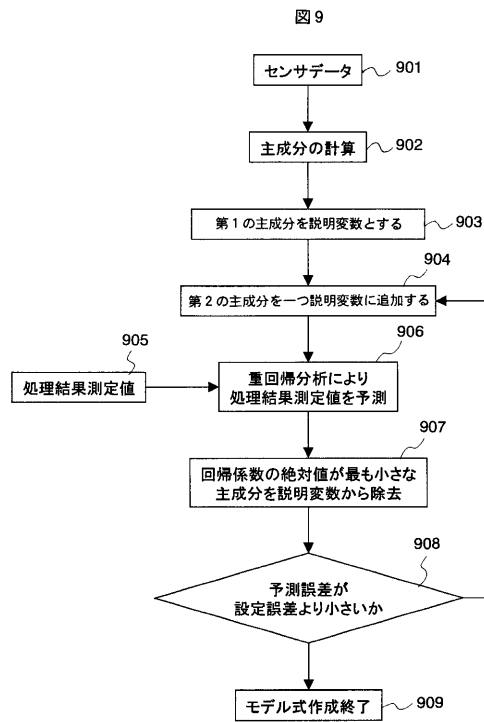 図9
センサデータ
901
主成分の計算
902
第1の主成分を説明変数とする
903
904
第2の主成分を一つ説明変数に追加する
905
処理結果測定値
906
重回帰分析により
処理結果測定値を予測
907
回帰係数の絶対値が最も小さな
主成分を説明変数から除去
908
予測誤差が
設定誤差より小さいか
モデル式作成終了
909